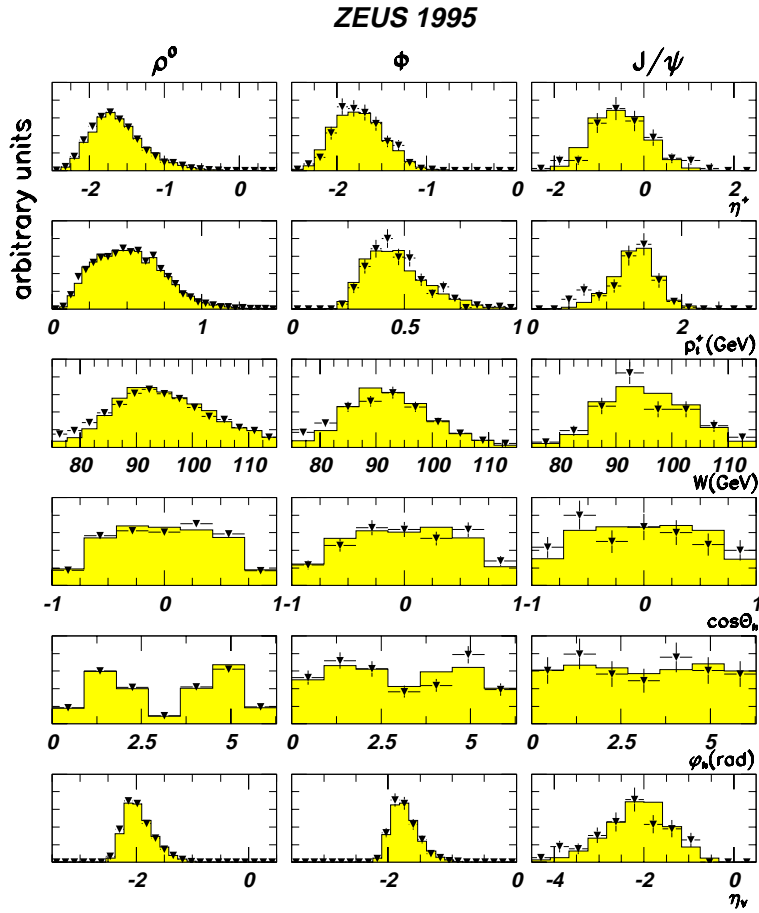 ZEUS 1995
ρ⁰ Φ J/ψ
arbitrary units
-2 -1 0 -2 -1 0 -2 0 2
η⁺
0 1 0 0.5 1 0 2
pₜ⁺(GeV)
80 90 100 110 80 90 100 110 80 90 100 110
W(GeV)
-1 0 1 -1 0 1 -1 0 1
cosΘₕ
0 2.5 5 0 2.5 5 0 2.5 5
φₕ(rad)
-2 0 -2 0 -4 -2 0
ηᵥ